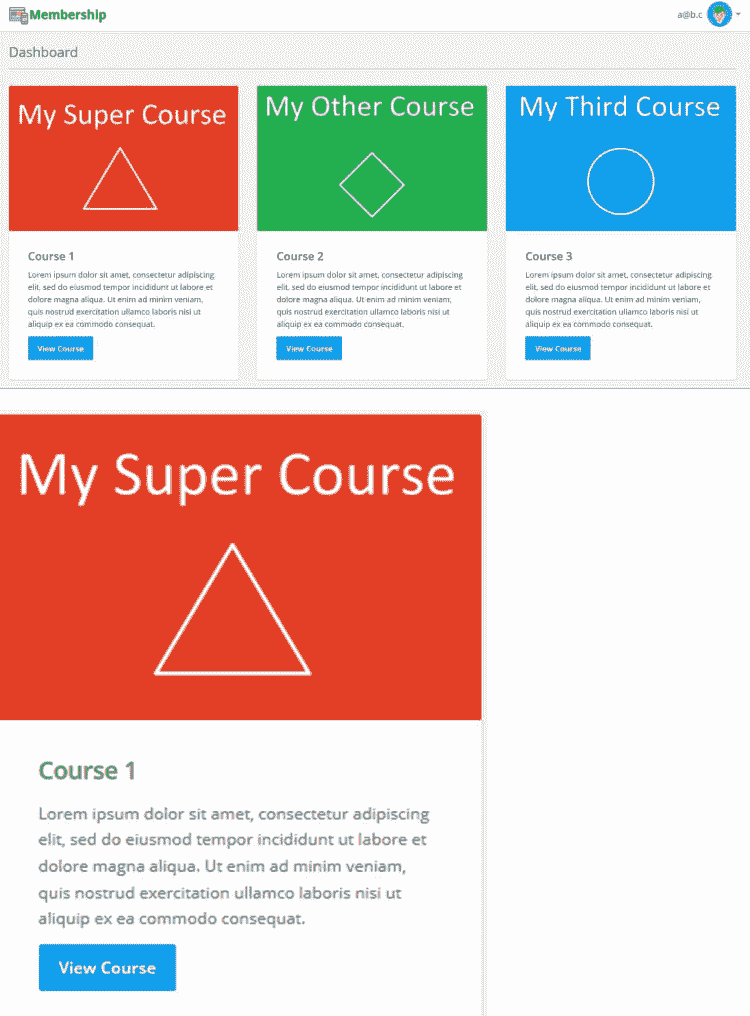 Membership
a@b.c
Dashboard
My Super Course
My Other Course
My Third Course
Course 1
Lorem ipsum dolor sit amet, consectetur adipiscing
elit, sed do eiusmod tempor incididunt ut labore et
dolore magna aliqua. Ut enim ad minim veniam,
quis nostrud exercitation ullamco laboris nisi ut
aliquip ex ea commodo consequat.
View Course
Course 2
Lorem ipsum dolor sit amet, consectetur adipiscing
elit, sed do eiusmod tempor incididunt ut labore et
dolore magna aliqua. Ut enim ad minim veniam,
quis nostrud exercitation ullamco laboris nisi ut
aliquip ex ea commodo consequat.
View Course
Course 3
Lorem ipsum dolor sit amet, consectetur adipiscing
elit, sed do eiusmod tempor incididunt ut labore et
dolore magna aliqua. Ut enim ad minim veniam,
quis nostrud exercitation ullamco laboris nisi ut
aliquip ex ea commodo consequat.
View Course
My Super Course
Course 1
Lorem ipsum dolor sit amet, consectetur adipiscing
elit, sed do eiusmod tempor incididunt ut labore et
dolore magna aliqua. Ut enim ad minim veniam,
quis nostrud exercitation ullamco laboris nisi ut
aliquip ex ea commodo consequat.
View Course